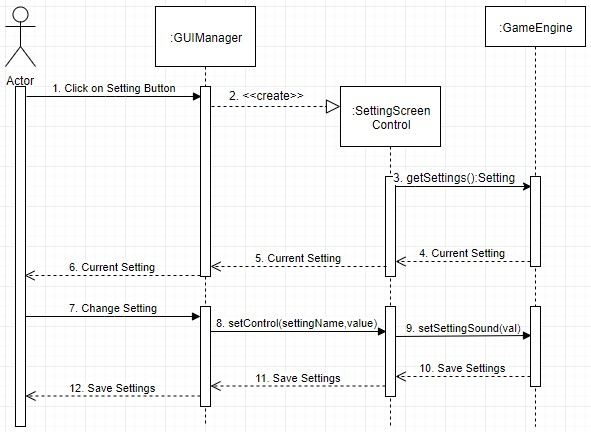 :GUIManager
:GameEngine
Actor
1. Click on Setting Button
2. <<create>>
:SettingScreen
Control
3. getSettings():Setting
4. Current Setting
5. Current Setting
6. Current Setting
7. Change Setting
8. setControl(settingName,value)
9. setSettingSound(val)
10. Save Settings
11. Save Settings
12. Save Settings